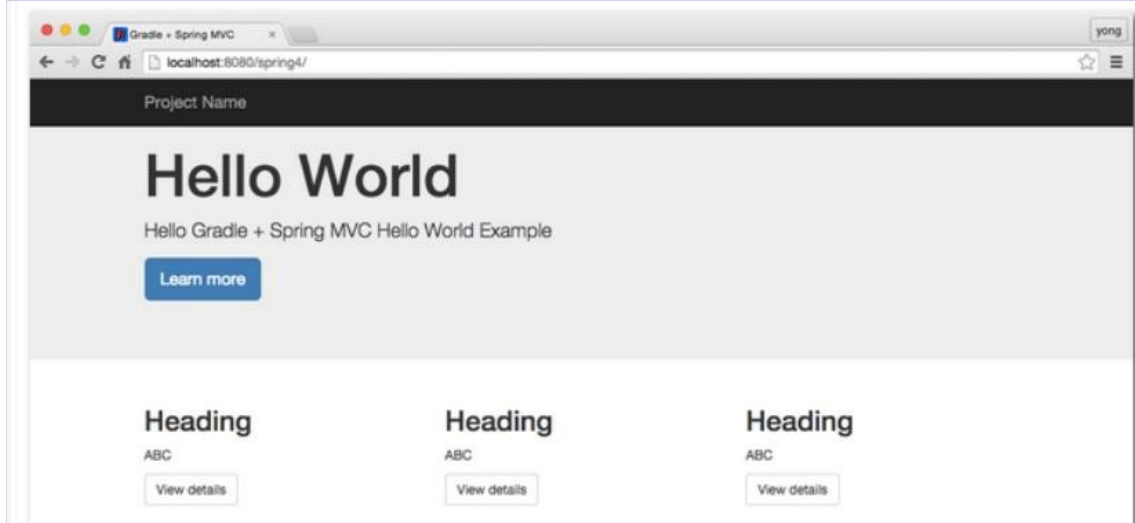 Gradle + Spring MVC
yong
localhost:8080/spring4/
Project Name
Hello World
Hello Gradle + Spring MVC Hello World Example
Learn more
Heading Heading Heading
ABC ABC ABC
View details View details View details